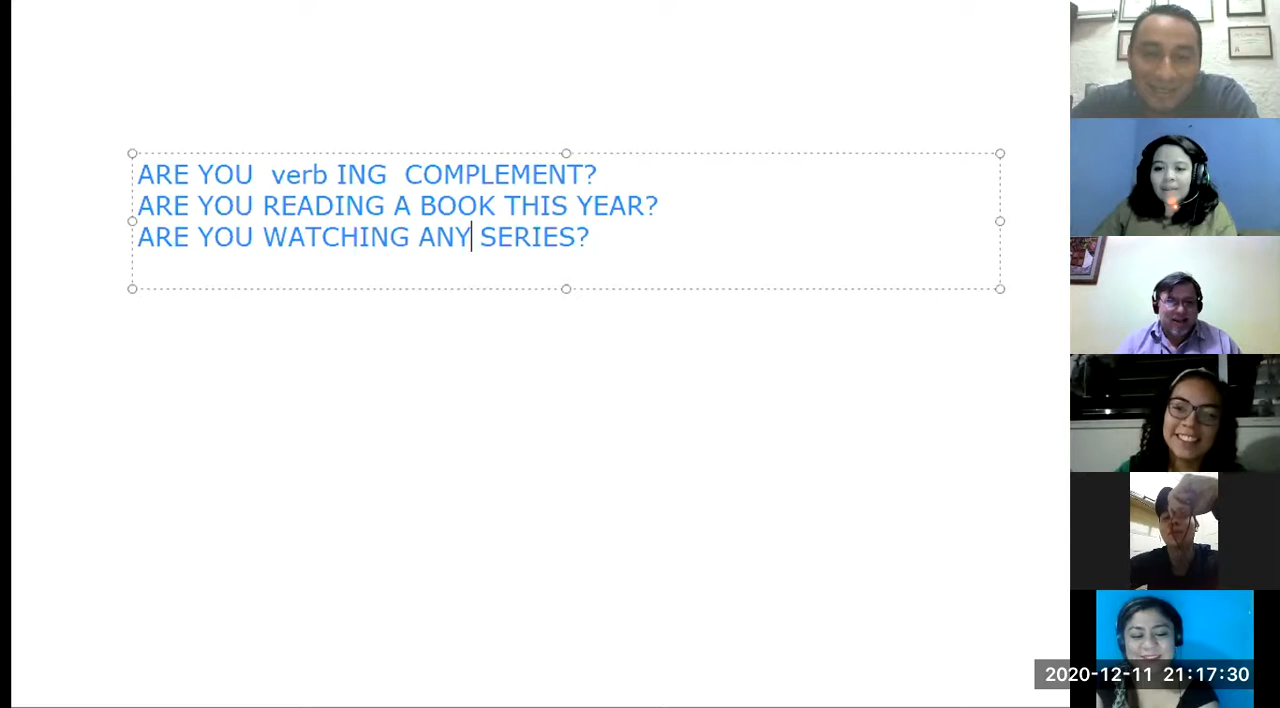 ARE YOU verb ING COMPLEMENT?
ARE YOU READING A BOOK THIS YEAR?
ARE YOU WATCHING ANY SERIES?
2020-12-11 21:17:30